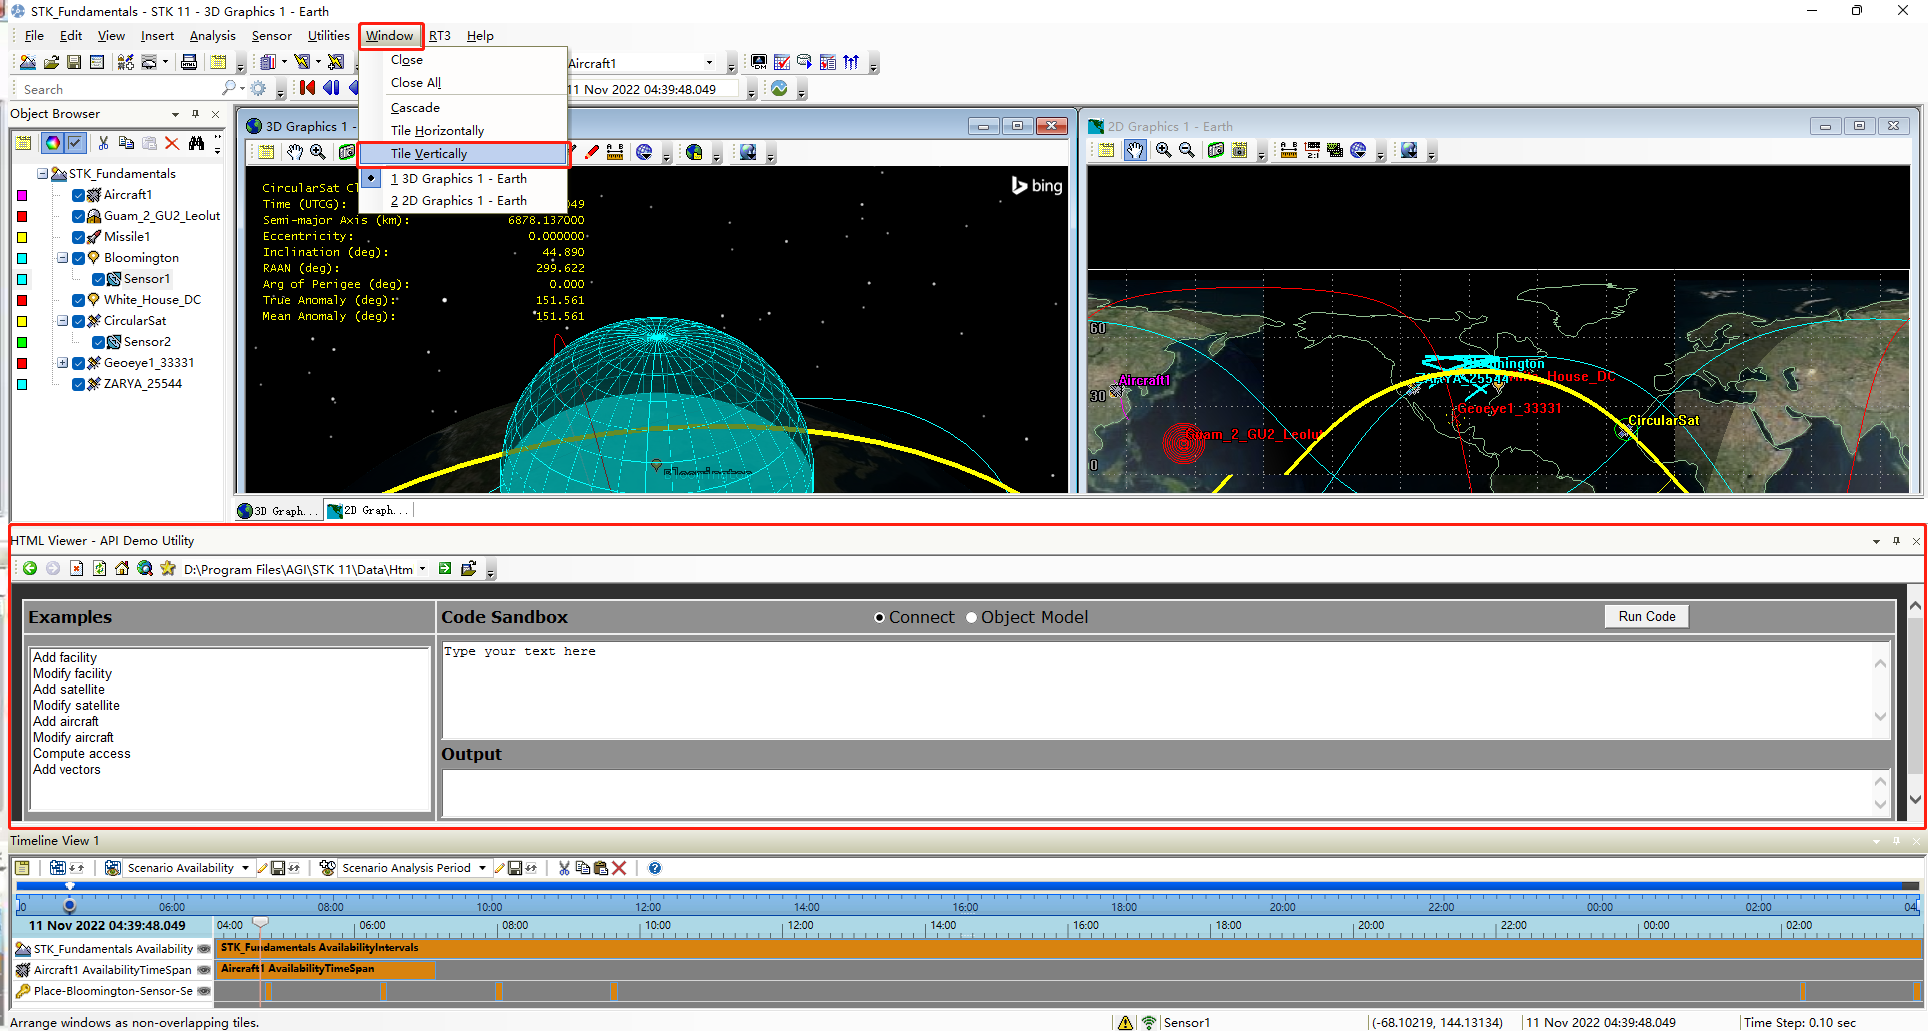 STK_Fundamentals - STK 11 - 3D Graphics 1 - Earth
File Edit View Insert Analysis Sensor Utilities Window RT3 Help
Aircraft1
Search
11 Nov 2022 04:39:48.049
Close
Close All
Cascade
Tile Horizontally
Tile Vertically
1 3D Graphics 1 - Earth
2 2D Graphics 1 - Earth
Object Browser
STK_Fundamentals
Aircraft1
Guam_2_GU2_Leolut
Missile1
Bloomington
Sensor1
White_House_DC
CircularSat
Sensor2
Geoeye1_33331
ZARYA_25544
3D Graphics 1 -
bing
CircularSat Cl
Time (UTCG): 049
Semi-major Axis (km): 6878.137000
Eccentricity: 0.000000
Inclination (deg): 44.890
RAAN (deg): 299.622
Arg of Perigee (deg): 0.000
True Anomaly (deg): 151.561
Mean Anomaly (deg): 151.561
Bloomington
2D Graphics 1 - Earth
60
30
0
Aircraft1
Guam_2_GU2_Leolut
Bloomington
ZARYA_25544
House_DC
Geoeye1_33331
CircularSat
3D Graph...
2D Graph...
HTML Viewer - API Demo Utility
D:\Program Files\AGI\STK 11\Data\Htm
Examples
Add facility
Modify facility
Add satellite
Modify satellite
Add aircraft
Modify aircraft
Compute access
Add vectors
Code Sandbox Connect Object Model Run Code
Type your text here
Output
Timeline View 1
Scenario Availability Scenario Analysis Period
06:00 08:00 10:00 12:00 14:00 16:00 18:00 20:00 22:00 00:00 02:00 04
11 Nov 2022 04:39:48.049 04:00 06:00 08:00 10:00 12:00 14:00 16:00 18:00 20:00 22:00 00:00 02:00
STK_Fundamentals Availability STK_Fundamentals AvailabilityIntervals
Aircraft1 AvailabilityTimeSpan Aircraft1 AvailabilityTimeSpan
Place-Bloomington-Sensor-Se
Arrange windows as non-overlapping tiles. Sensor1 (-68.10219, 144.13134) 11 Nov 2022 04:39:48.049 Time Step: 0.10 sec